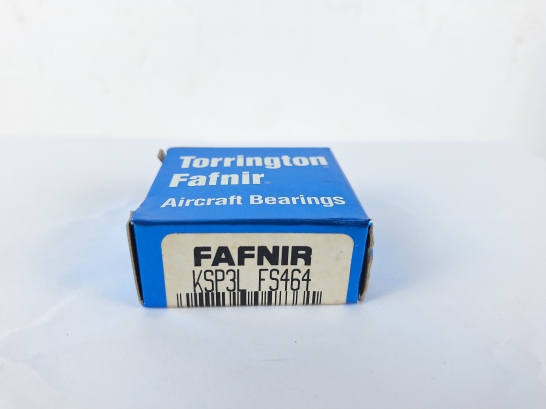 Torrington
Fafnir
Aircraft Bearings
FAFNIR
KSP3L FS464